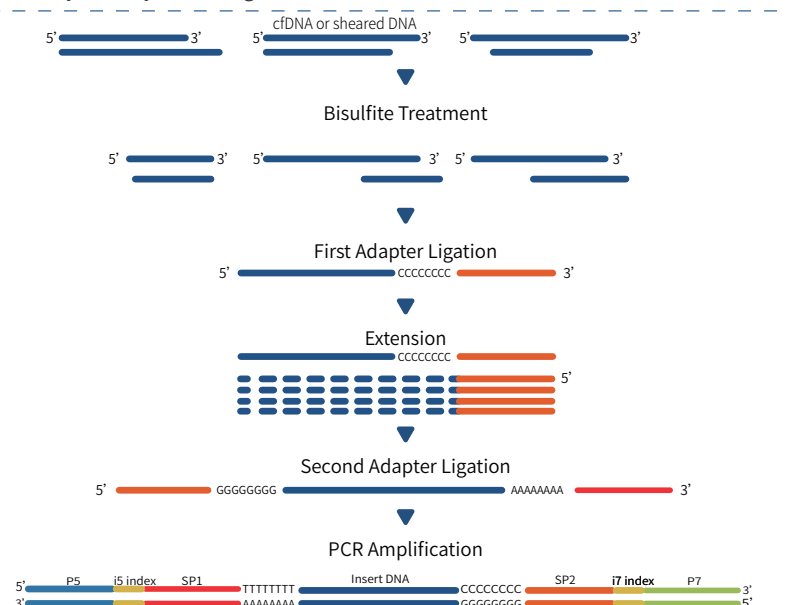 cfDNA or sheared DNA
5’ 3’ 5’ 3’ 5’ 3’
Bisulfite Treatment
5’ 3’ 5’ 3’ 5’ 3’
First Adapter Ligation
5’ CCCCCCCC 3’
Extension
CCCCCCCC
5’
Second Adapter Ligation
5’ GGGGGGGG AAAAAAAA 3’
PCR Amplification
P5 i5 index SP1 Insert DNA SP2 i7 index P7
5’ TTTTTTTT CCCCCCCC 3’
3’ AAAAAAAA GGGGGGGG 5’